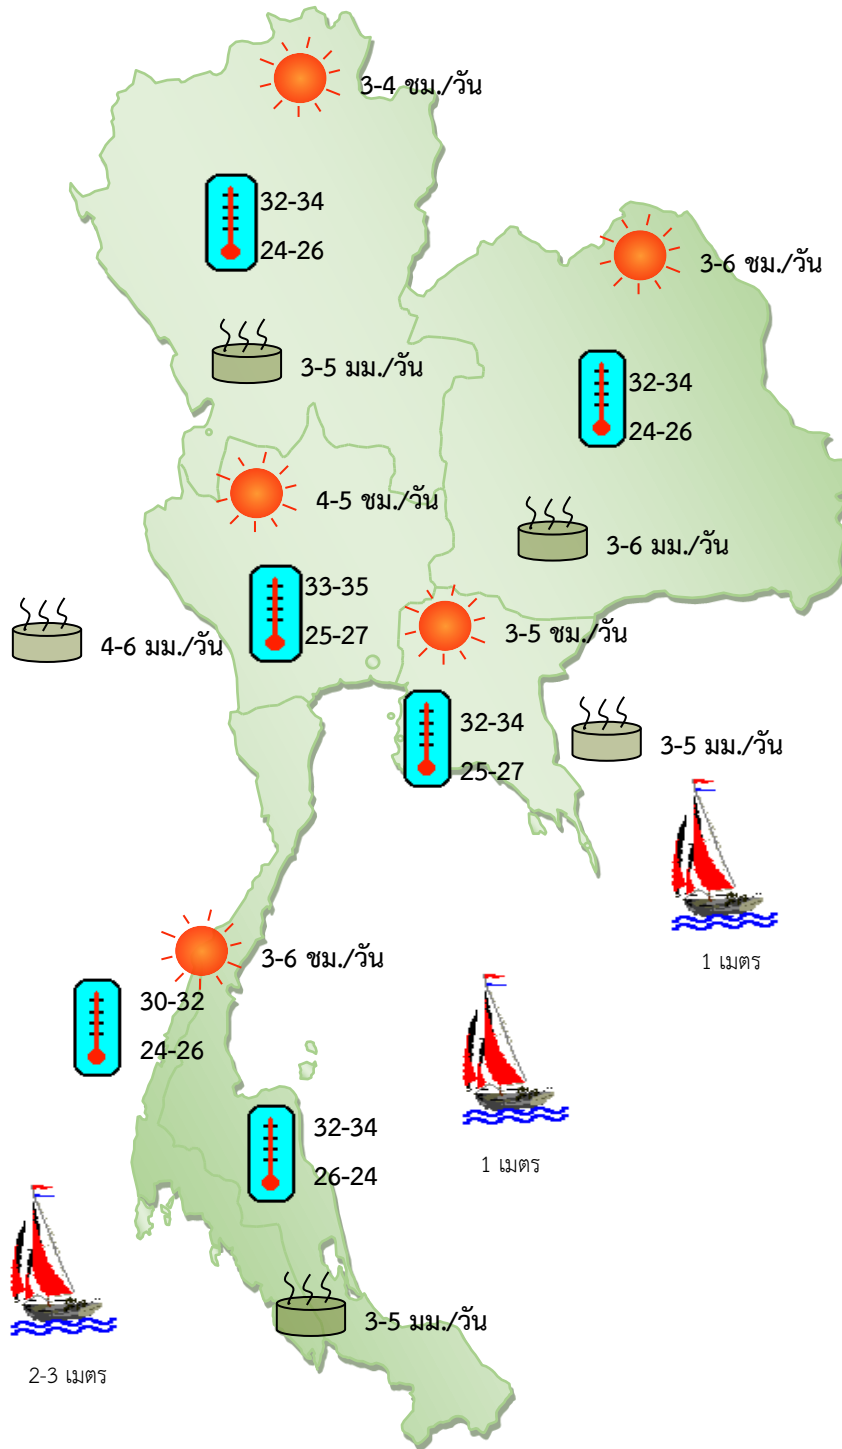 3-4 ชม./วัน
32-34
24-26
3-6 ชม./วัน
3-5 มม./วัน
32-34
24-26
4-5 ชม./วัน
3-6 มม./วัน
33-35
25-27
3-5 ชม./วัน
4-6 มม./วัน
32-34
25-27
3-5 มม./วัน
1 เมตร
3-6 ชม./วัน
30-32
24-26
1 เมตร
32-34
26-24
3-5 มม./วัน
2-3 เมตร